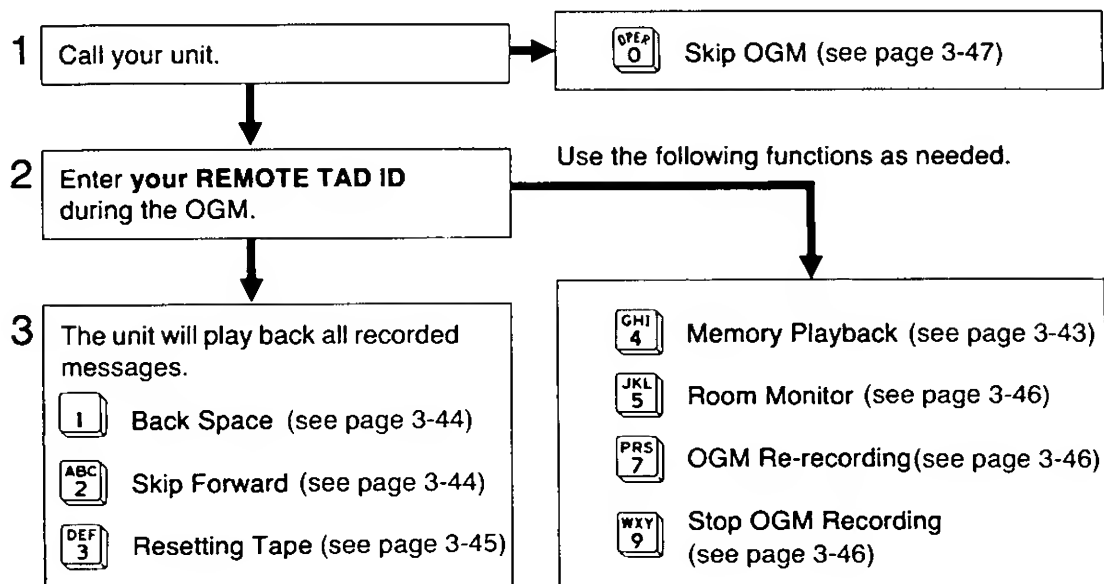 1 Call your unit.
OPER 0 Skip OGM (see page 3-47)
2 Enter your REMOTE TAD ID
during the OGM.
Use the following functions as needed.
3 The unit will play back all recorded
messages.
1 Back Space (see page 3-44)
ABC 2 Skip Forward (see page 3-44)
DEF 3 Resetting Tape (see page 3-45)
GHI 4 Memory Playback (see page 3-43)
JKL 5 Room Monitor (see page 3-46)
PRS 7 OGM Re-recording(see page 3-46)
WXY 9 Stop OGM Recording
(see page 3-46)